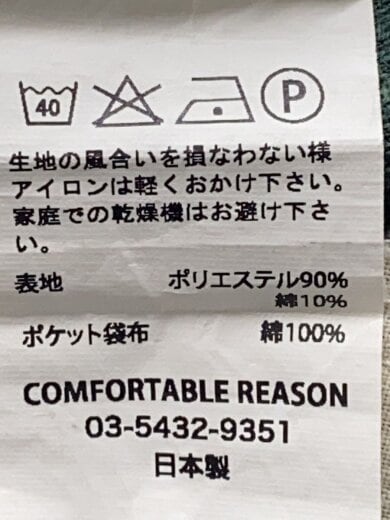 40 P
生地の風合いを損なわない様
アイロンは軽くおかけ下さい。
家庭での乾燥機はお避け下さ
い。
表地 ポリエステル90%
綿10%
ポケット袋布 綿100%
COMFORTABLE REASON
03-5432-9351
日本製